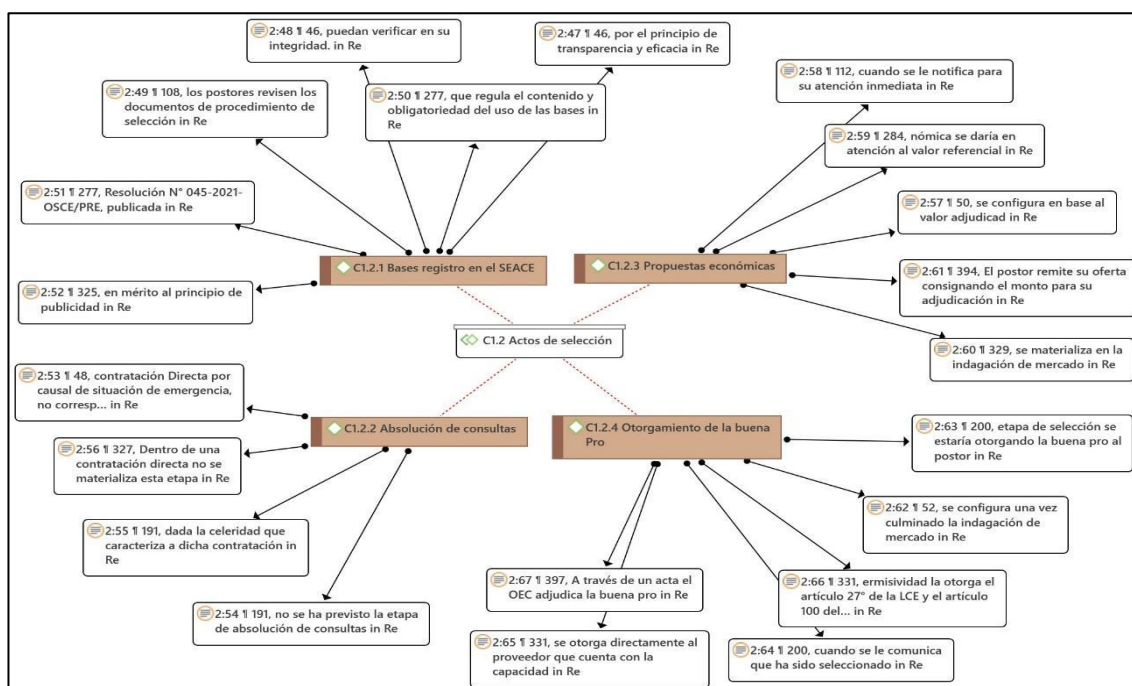 2:48 ¶ 46, puedan verificar en su
integridad. in Re
2:47 ¶ 46, por el principio de
transparencia y eficacia in Re
2:58 ¶ 112, cuando se le notifica para
su atención inmediata in Re
2:49 ¶ 108, los postores revisen los
documentos de procedimiento de
selección in Re
2:50 ¶ 277, que regula el contenido y
obligatoriedad del uso de las bases in
Re
2:59 ¶ 284, nómica se daría en
atención al valor referencial in Re
2:51 ¶ 277, Resolución N° 045-2021-
OSCE/PRE, publicada in Re
2:57 ¶ 50, se configura en base al
valor adjudicad in Re
C1.2.1 Bases registro en el SEACE
C1.2.3 Propuestas económicas
2:61 ¶ 394, El postor remite su oferta
consignando el monto para su
adjudicación in Re
2:52 ¶ 325, en mérito al principio de
publicidad in Re
C1.2 Actos de selección
2:60 ¶ 329, se materializa en la
indagación de mercado in Re
2:53 ¶ 48, contratación Directa por
causal de situación de emergencia,
no corresp... in Re
C1.2.2 Absolución de consultas
C1.2.4 Otorgamiento de la buena
Pro
2:63 ¶ 200, etapa de selección se
estaría otorgando la buena pro al
postor in Re
2:56 ¶ 327, Dentro de una
contratación directa no se
materializa esta etapa in Re
2:62 ¶ 52, se configura una vez
culminado la indagación de
mercado in Re
2:55 ¶ 191, dada la celeridad que
caracteriza a dicha contratación in
Re
2:67 ¶ 397, A través de un acta el
OEC adjudica la buena pro in Re
2:66 ¶ 331, ermisividad la otorga el
artículo 27° de la LCE y el artículo
100 del... in Re
2:54 ¶ 191, no se ha previsto la etapa
de absolución de consultas in Re
2:65 ¶ 331, se otorga directamente al
proveedor que cuenta con la
capacidad in Re
2:64 ¶ 200, cuando se le comunica
que ha sido seleccionado in Re